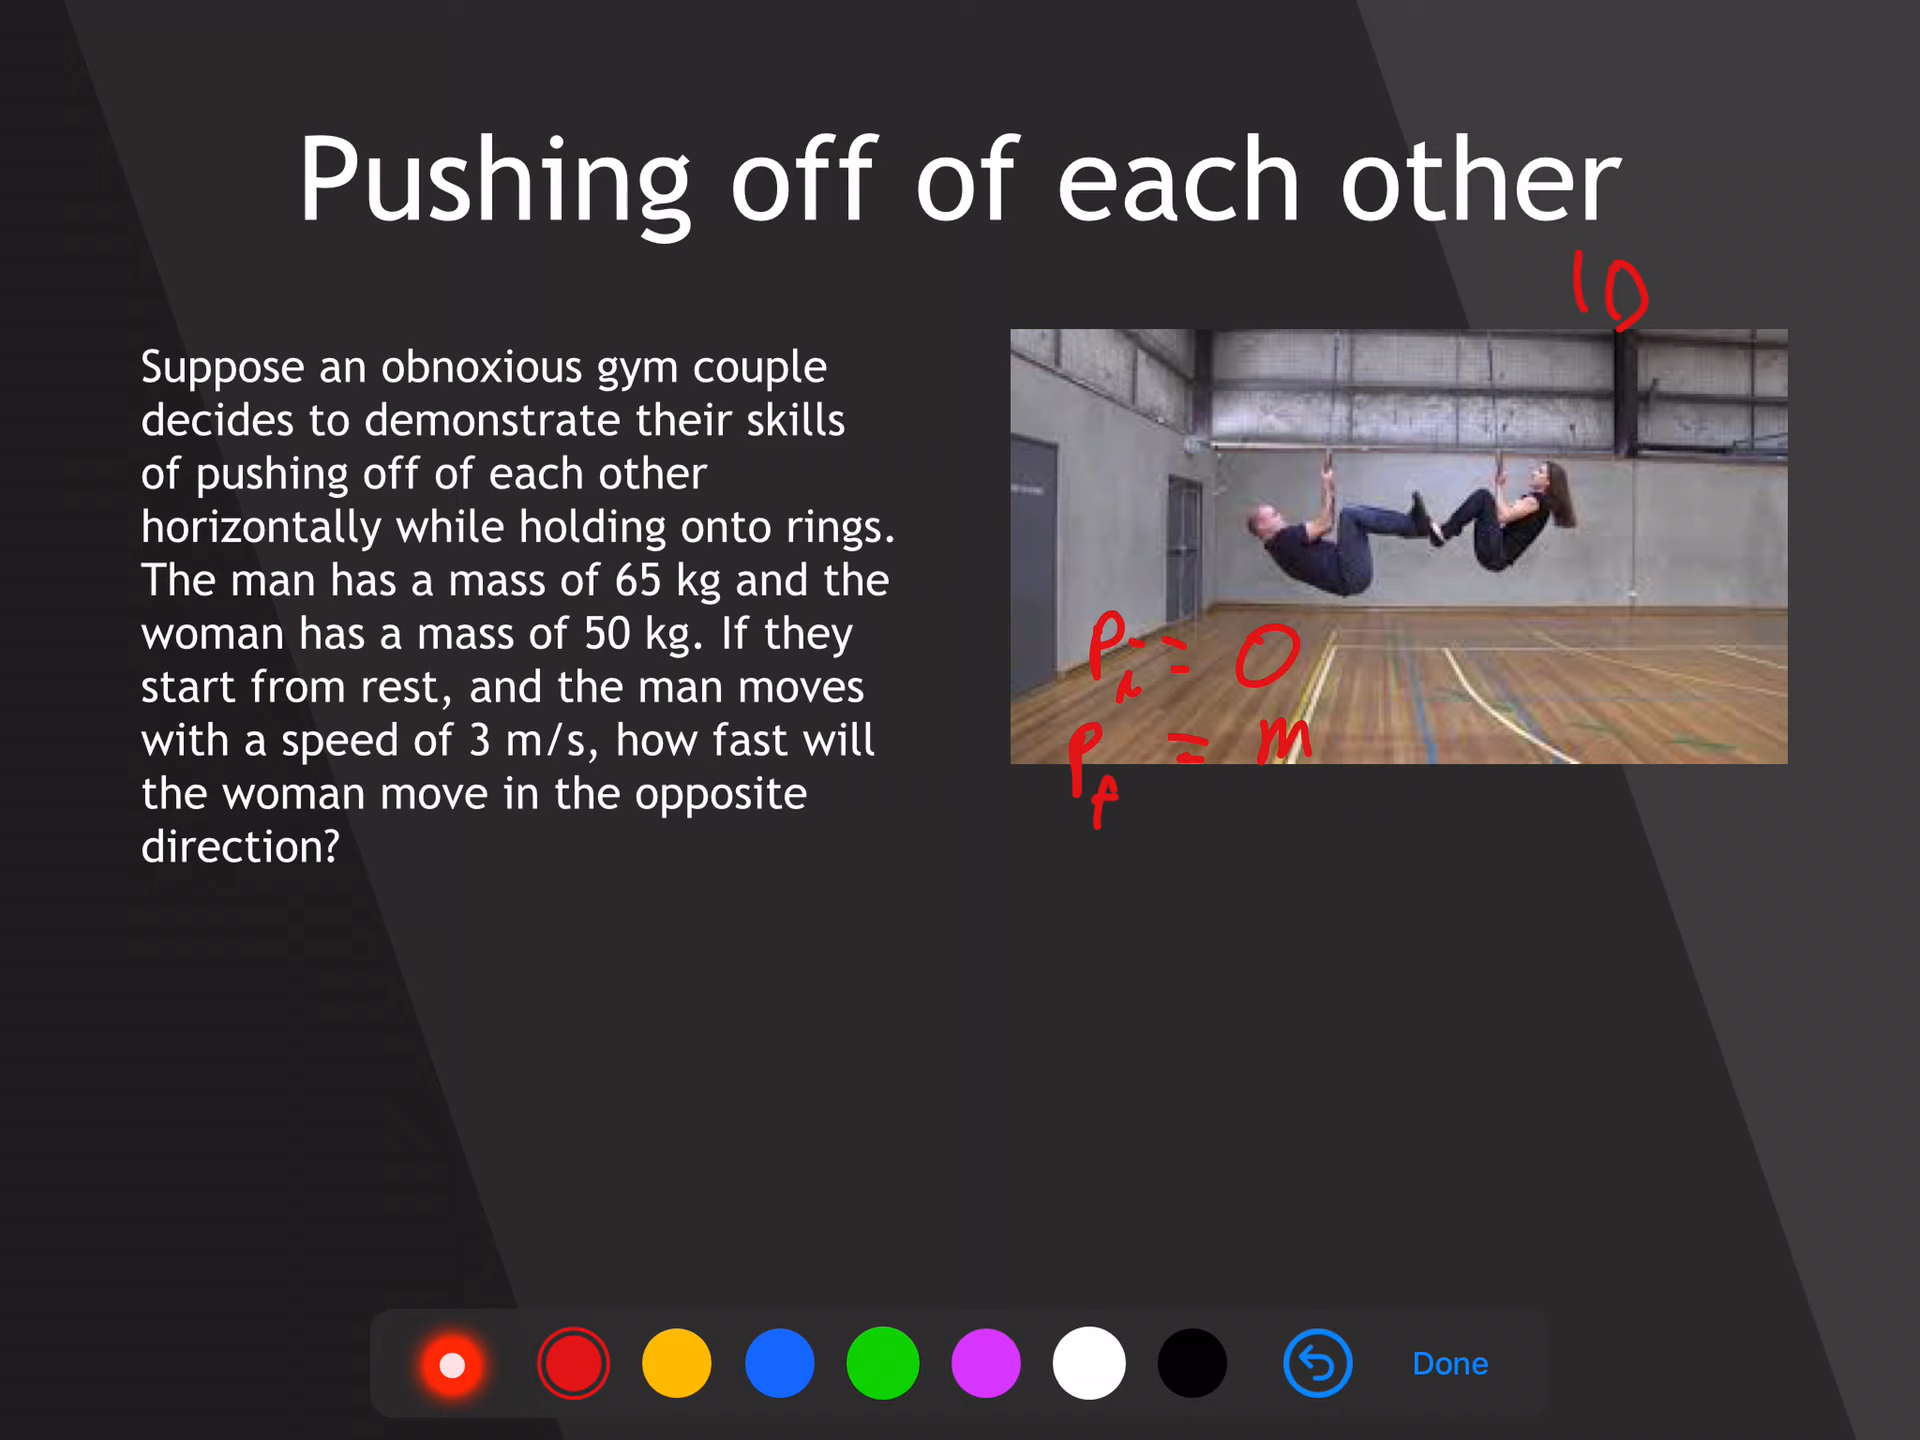 Pushing off of each other
1D
Suppose an obnoxious gym couple
decides to demonstrate their skills
of pushing off of each other
horizontally while holding onto rings.
The man has a mass of 65 kg and the
woman has a mass of 50 kg. If they
start from rest, and the man moves
with a speed of 3 m/s, how fast will
the woman move in the opposite
direction?
Pi = 0
Pf = m
Done